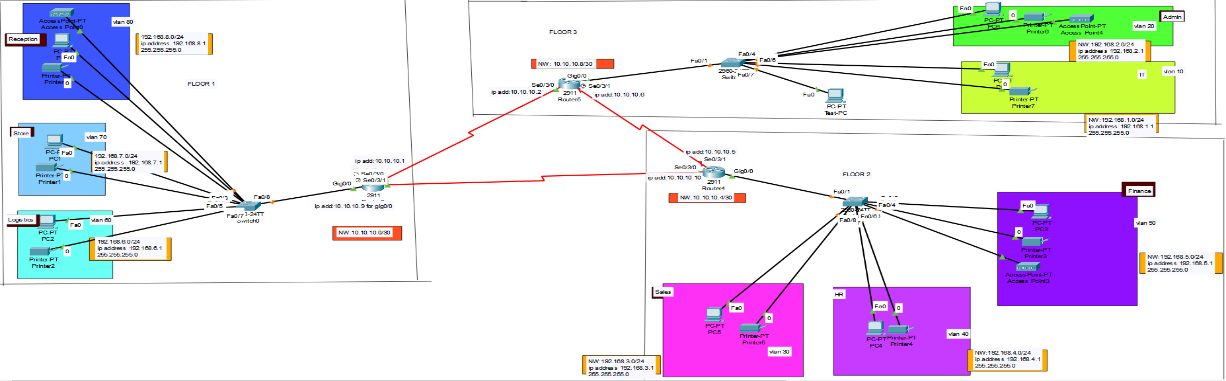 AccessPoint-PT
Access Point0
vlan 80
Reception
Fa0
0
192.168.8.0/24
ip address 192.168.8.1
255.255.255.0
FLOOR 1
Store
vlan 70
PC-PT
Fa0
Printer-PT
Printer1
0
192.168.7.0/24
ip address 192.168.7.1
255.255.255.0
Logistics
vlan 60
PC-PT
PC2
Fa0
Printer-PT
Printer2
0
192.168.6.0/24
ip address 192.168.6.1
255.255.255.0
Fa0/8
Fa0/5
Fa0/7
Gig0/0
ip add:10.10.10.1
Se0/3/1
2911
ip add:10.10.10.9 for gig0/0
NW:10.10.10.0/30
FLOOR 3
NW: 10.10.10.8/30
Gig0/0
Se0/3/0
Se0/3/1
ip add:10.10.10.2
2911
Router5
ip add:10.10.10.6
Fa0/1
Fa0/4
Fa0/6
Fa0/7
Fa0
PC-PT
Test-PC
Fa0
PC-PT
0
Printer-PT
Printer0
AccessPoint-PT
Access Point4
Admin
vlan 20
NW:192.168.2.0/24
ip address 192.168.2.1
255.255.255.0
Fa0
PC-PT
0
Printer-PT
Printer7
IT
vlan 10
NW:192.168.1.0/24
ip address 192.168.1.1
255.255.255.0
ip add:10.10.10.5
Se0/3/1
Se0/3/0
Gig0/0
ip add:10.10.10.10
2911
Router4
NW: 10.10.10.4/30
FLOOR 2
Fa0/1
Fa0/4
Finance
Fa0
PC-PT
PC3
0
Printer-PT
Printer3
AccessPoint-PT
Access Point3
vlan 50
NW:192.168.5.0/24
ip address 192.168.5.1
255.255.255.0
Sales
Fa0
PC-PT
PC5
0
Printer-PT
vlan 30
NW:192.168.3.0/24
ip address 192.168.3.1
255.255.255.0
HR
Fa0
0
PC-PT
PC4
Printer-PT
Printer4
vlan 40
NW:192.168.4.0/24
ip address 192.168.4.1
255.255.255.0